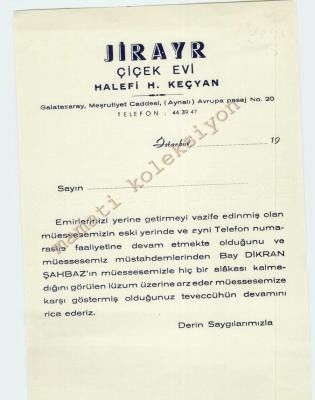 JİRAYR
ÇİÇEK EVİ
HALEFİ H. KEÇYAN
Galatasaray, Meşrutiyet Caddesi, (Aynalı) Avrupa pasaj No. 20
TELEFON : 44 39 47
İstanbul 19
Sayın
Emirlerinizi yerine getirmeyi vazife edinmiş olan
müessesemizin eski yerinde ve ayni Telefon numa-
rasile faaliyetine devam etmekte olduğunu ve
müessesemiz müstahdemlerinden Bay DİKRAN
ŞAHBAZ'ın müessesemizle hiç bir alâkası kalma-
dığını görülen lüzum üzerine arz eder müessesemize
karşı göstermiş olduğunuz teveccühün devamını
rica ederiz.
Derin Saygılarımızla
mameti koleksiyon